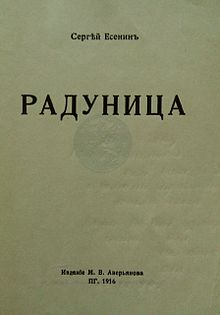 Сергѣй Есенинъ
РАДУНИЦА
Изданіе М. В. Аверьянова
ПГ. 1916